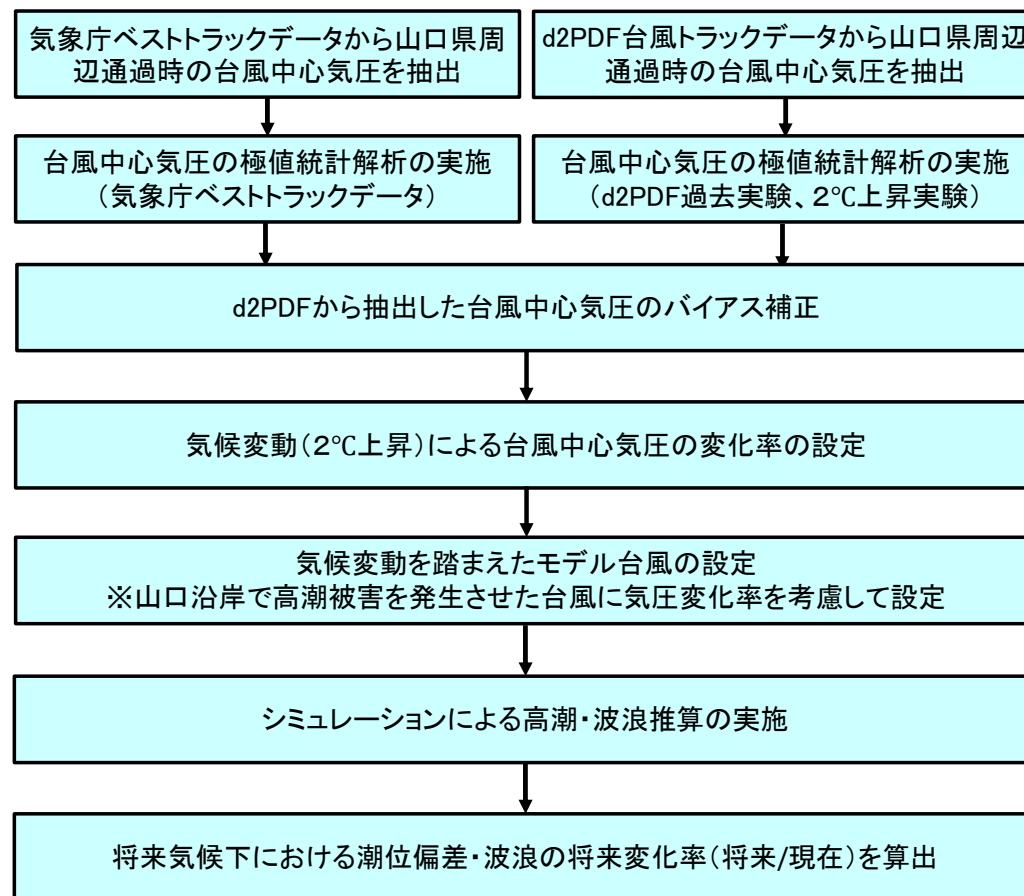 気象庁ベストトラックデータから山口県周
辺通過時の台風中心気圧を抽出
d2PDF台風トラックデータから山口県周辺
通過時の台風中心気圧を抽出
台風中心気圧の極値統計解析の実施
（気象庁ベストトラックデータ）
台風中心気圧の極値統計解析の実施
（d2PDF過去実験、２℃上昇実験）
d2PDFから抽出した台風中心気圧のバイアス補正
気候変動（２℃上昇）による台風中心気圧の変化率の設定
気候変動を踏まえたモデル台風の設定
※山口沿岸で高潮被害を発生させた台風に気圧変化率を考慮して設定
シミュレーションによる高潮・波浪推算の実施
将来気候下における潮位偏差・波浪の将来変化率（将来/現在）を算出